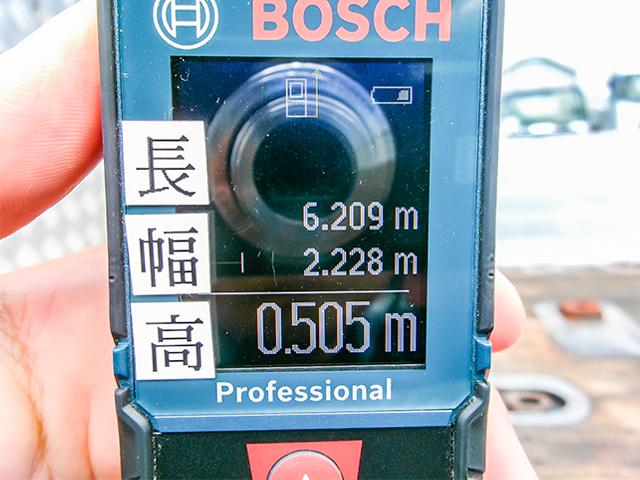 BOSCH
長 6.209 m
幅 2.228 m
高 0.505 m
Professional